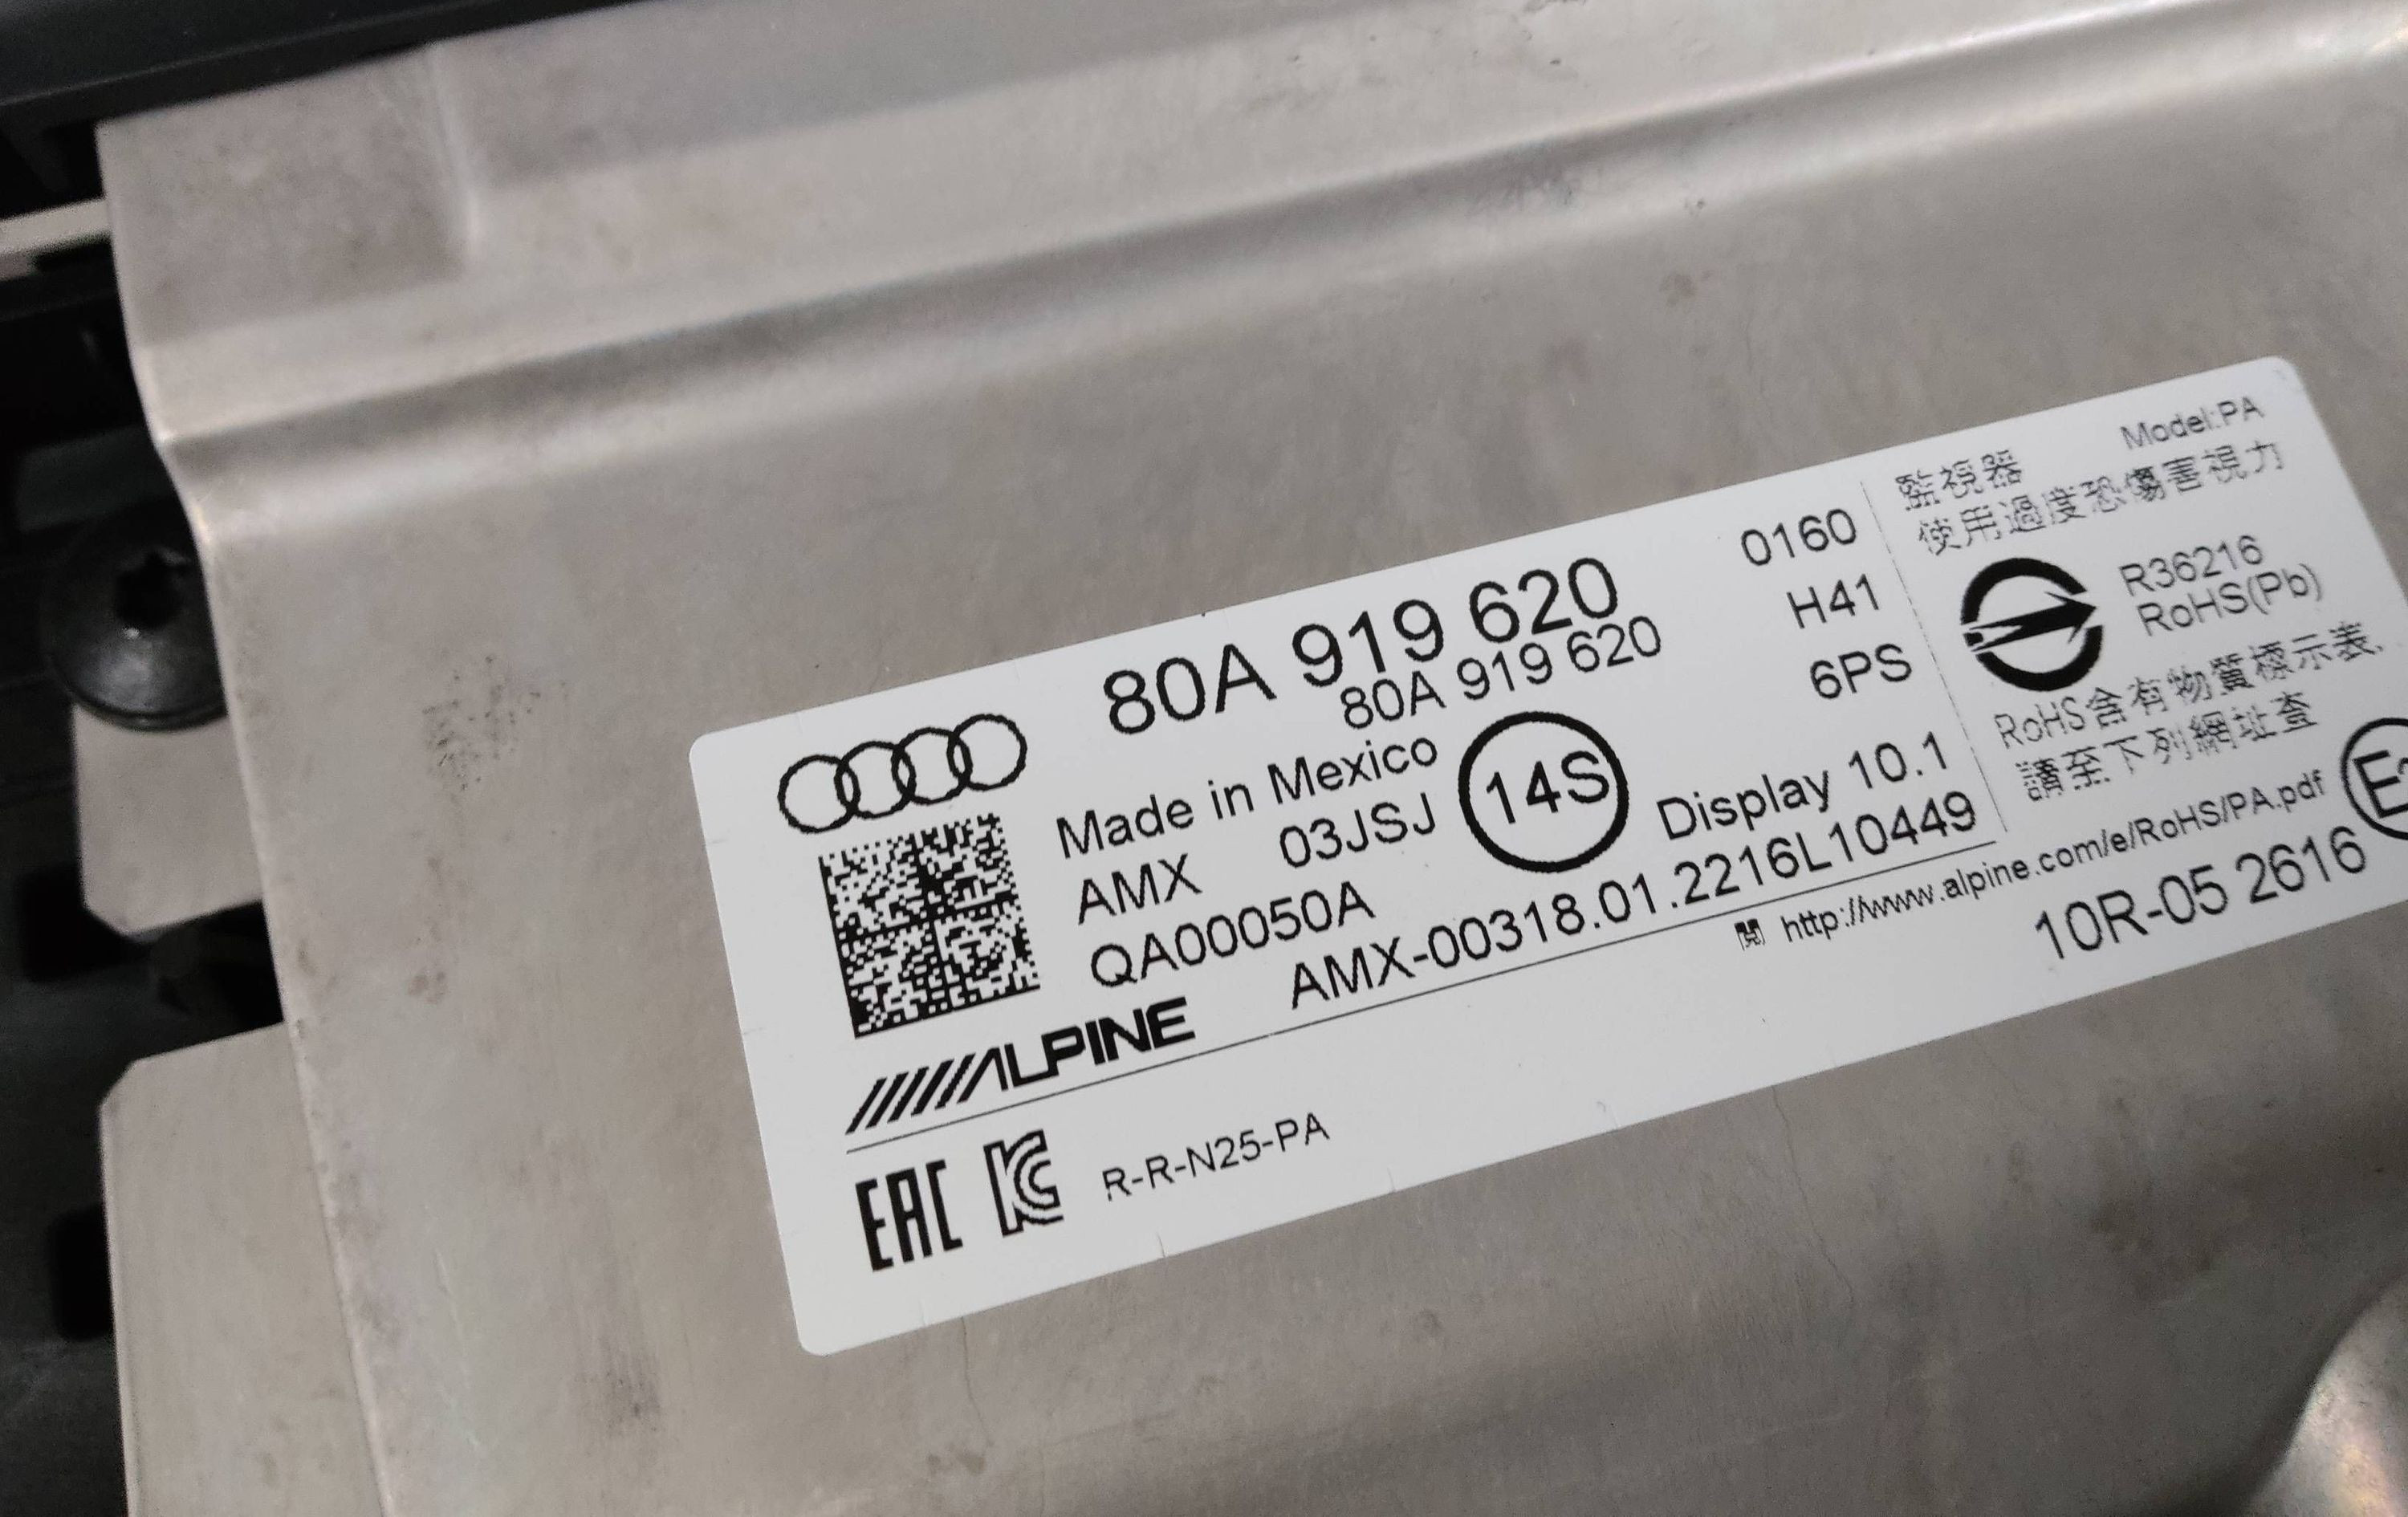 80A 919 620 0160
80A 919 620 H41
Made in Mexico 14S 6PS
AMX 03JSJ Display 10.1
QA00050A AMX-00318.01.2216L10449
ALPINE
EAC KC R-R-N25-PA
Model:PA
監視器
使用過度恐傷害視力
R36216
RoHS(Pb)
RoHS含有物質標示表,
請至下列網址查
閱 http://www.alpine.com/e/RoHS/PA.pdf
10R-05 2616